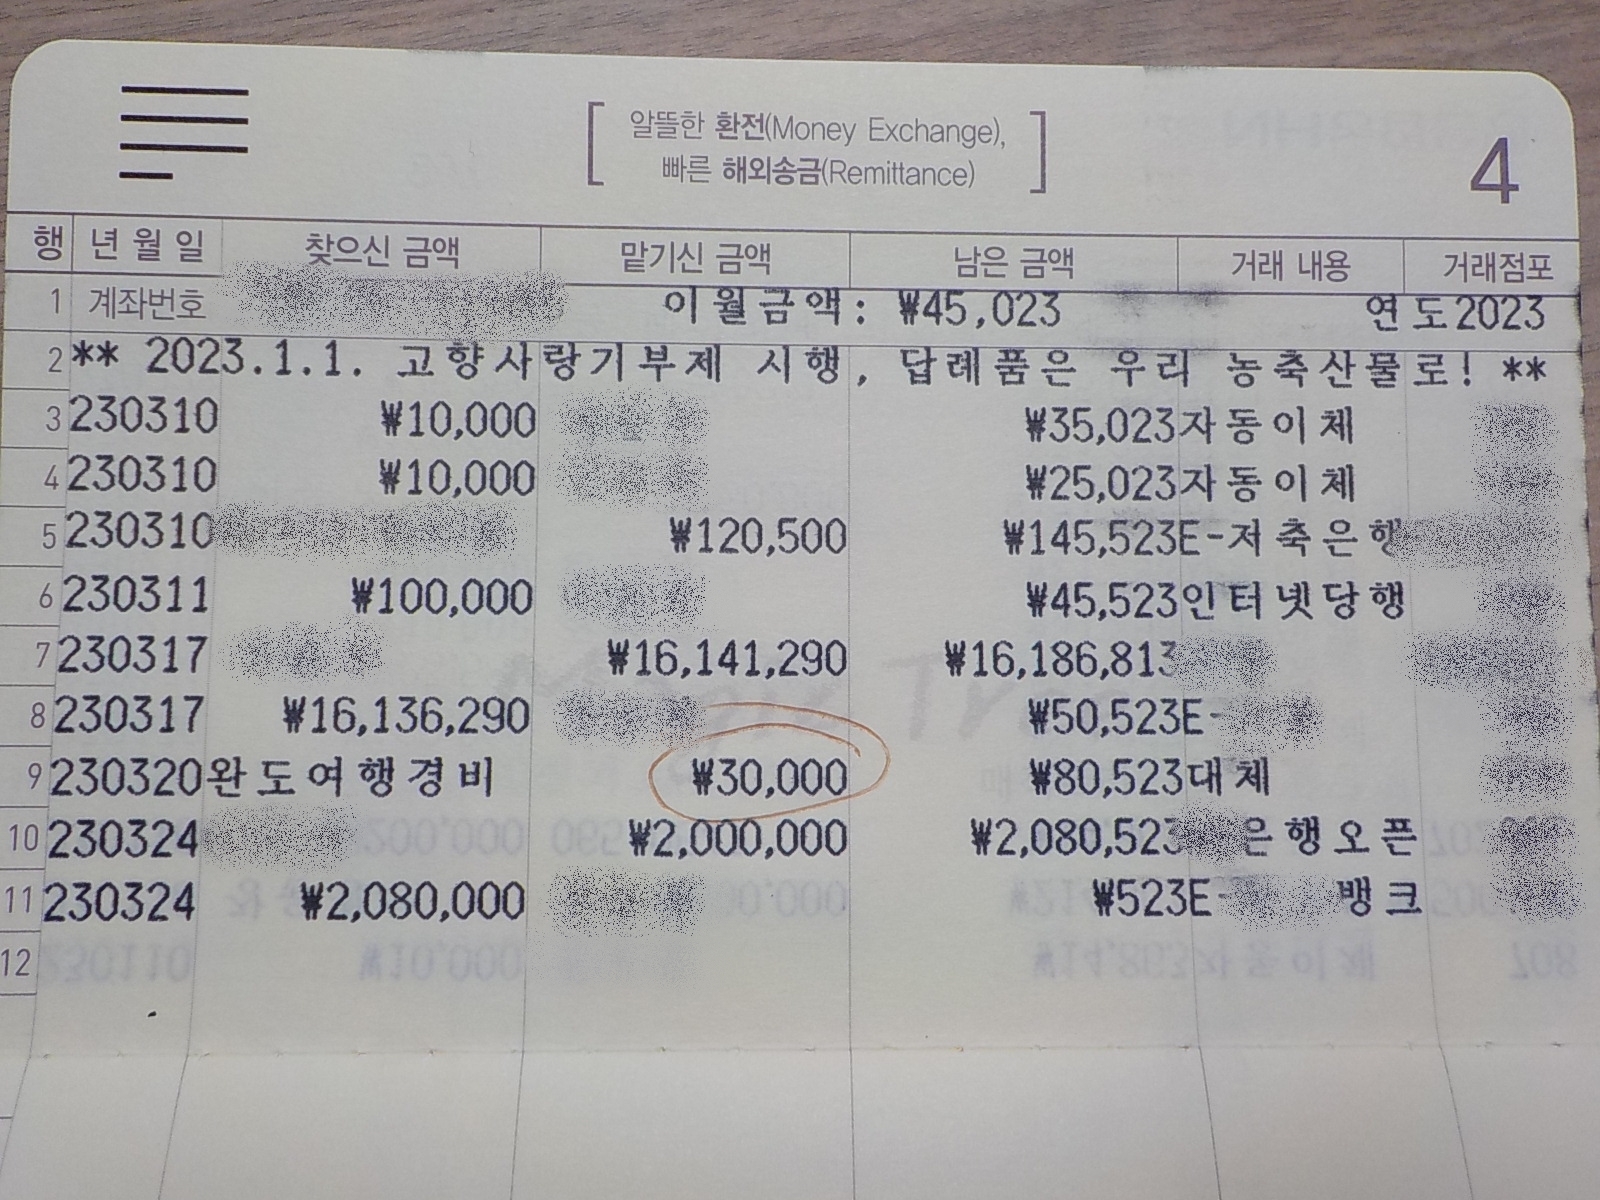 알뜰한 환전(Money Exchange),
빠른 해외송금(Remittance)
4
행 년월일 찾으신 금액 맡기신 금액 남은 금액 거래 내용 거래점포
1 계좌번호 이월금액: ₩45,023 연도2023
2 ** 2023.1.1. 고향사랑기부제 시행, 답례품은 우리 농축산물로! **
3 230310 ₩10,000 ₩35,023 자동이체
4 230310 ₩10,000 ₩25,023 자동이체
5 230310 ₩120,500 ₩145,523 E-저축은행
6 230311 ₩100,000 ₩45,523 인터넷당행
7 230317 ₩16,141,290 ₩16,186,813
8 230317 ₩16,136,290 ₩50,523 E-
9 230320 완도여행경비 ₩30,000 ₩80,523 대체
10 230324 ₩2,000,000 ₩2,080,523 은행오픈
11 230324 ₩2,080,000 ₩523 E- 뱅크
12